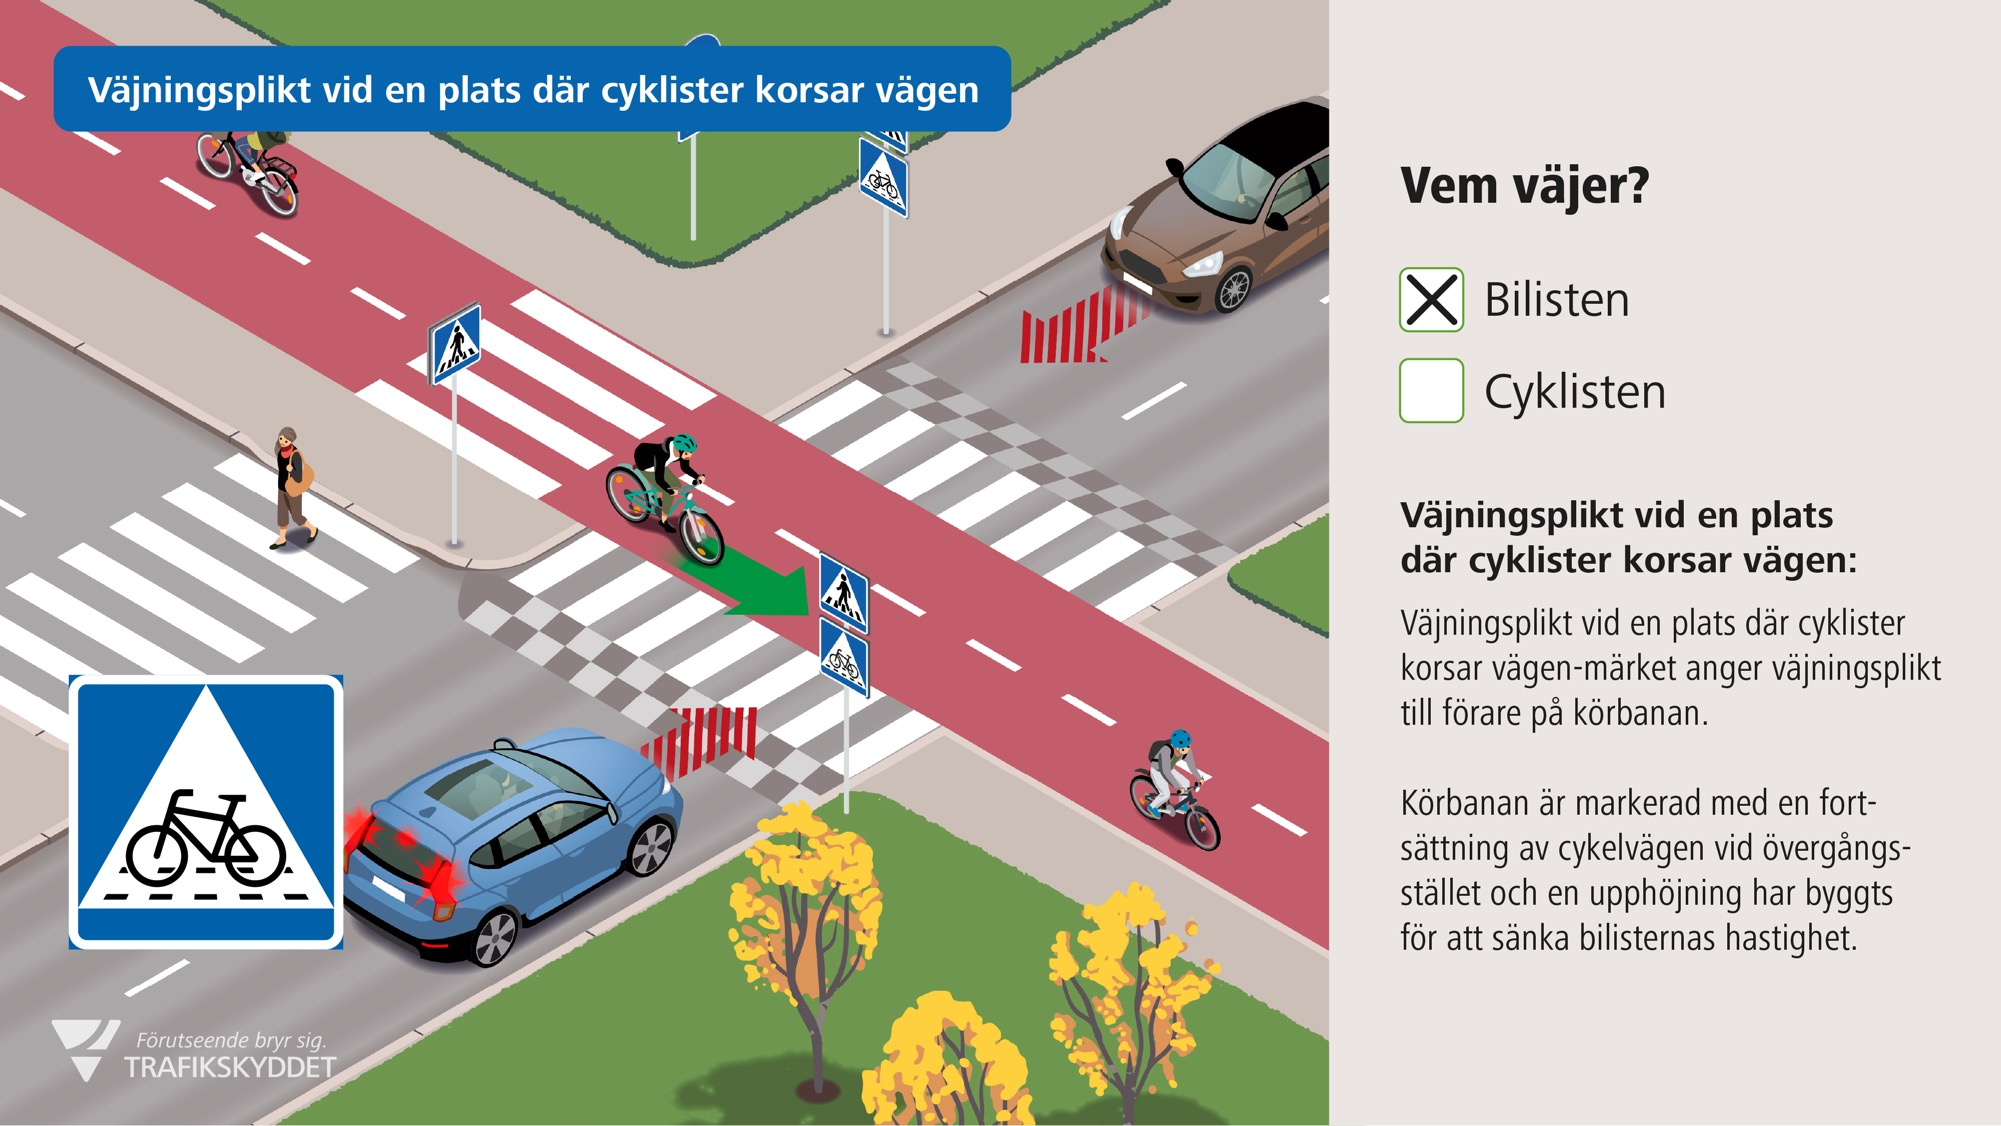 Väjningsplikt vid en plats där cyklister korsar vägen
Vem väjer?
Bilisten
Cyklisten
Väjningsplikt vid en plats
där cyklister korsar vägen:
Väjningsplikt vid en plats där cyklister
korsar vägen-märket anger väjningsplikt
till förare på körbanan.
Körbanan är markerad med en fort-
sättning av cykelvägen vid övergångs-
stället och en upphöjning har byggts
för att sänka bilisternas hastighet.
Förutseende bryr sig.
TRAFIKSKYDDET